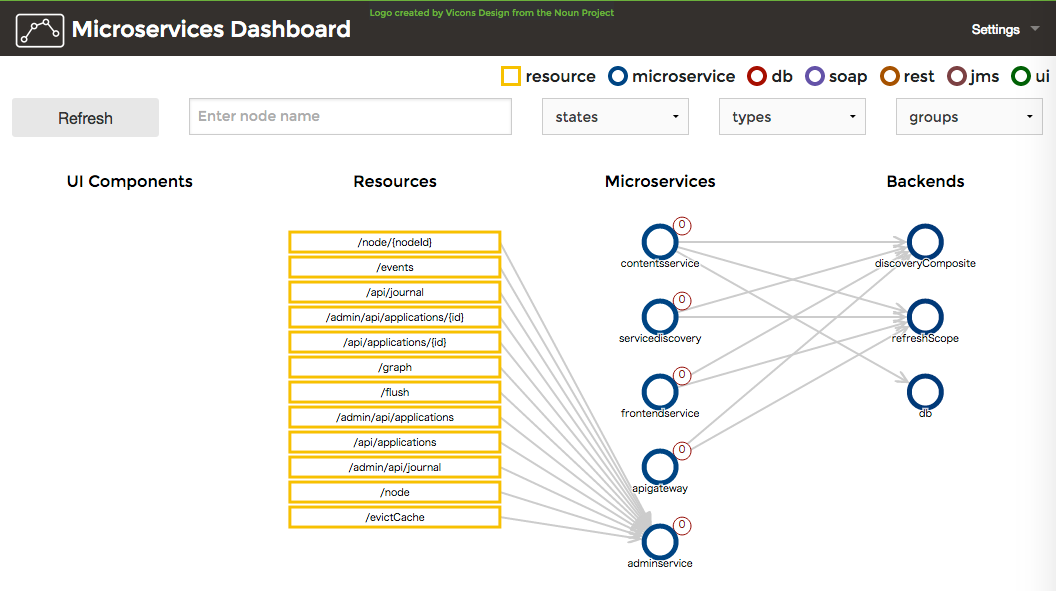 Logo created by Vicons Design from the Noun Project
Microservices Dashboard
Settings
resource microservice db soap rest jms ui
Refresh
Enter node name
states
types
groups
UI Components
Resources
Microservices
Backends
/node/{nodeId}
/events
/api/journal
/admin/api/applications/{id}
/api/applications/{id}
/graph
/flush
/admin/api/applications
/api/applications
/admin/api/journal
/node
/evictCache
0
contentsservice
0
servicediscovery
0
frontendservice
0
apigateway
0
adminservice
discoveryComposite
refreshScope
db